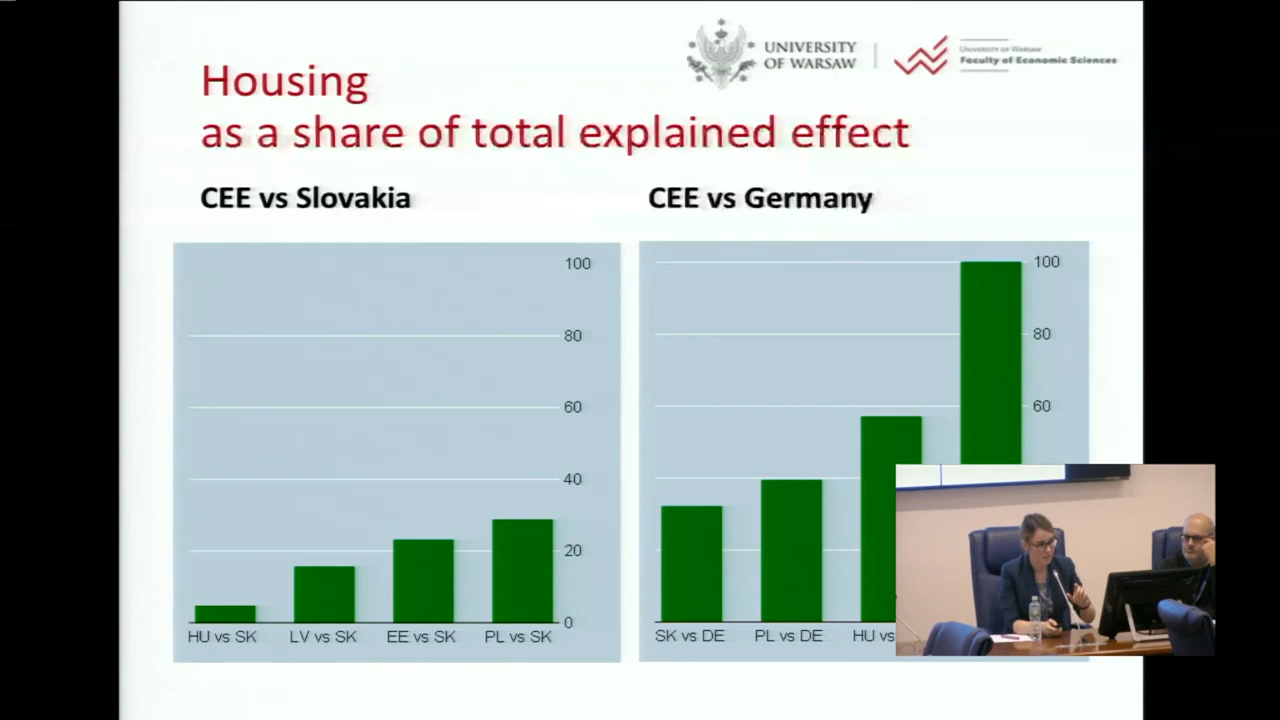 UNIVERSITY
OF WARSAW
University of Warsaw
Faculty of Economic Sciences
Housing
as a share of total explained effect
CEE vs Slovakia
CEE vs Germany
100
80
60
40
20
0
HU vs SK
LV vs SK
EE vs SK
PL vs SK
100
80
60
SK vs DE
PL vs DE
HU vs